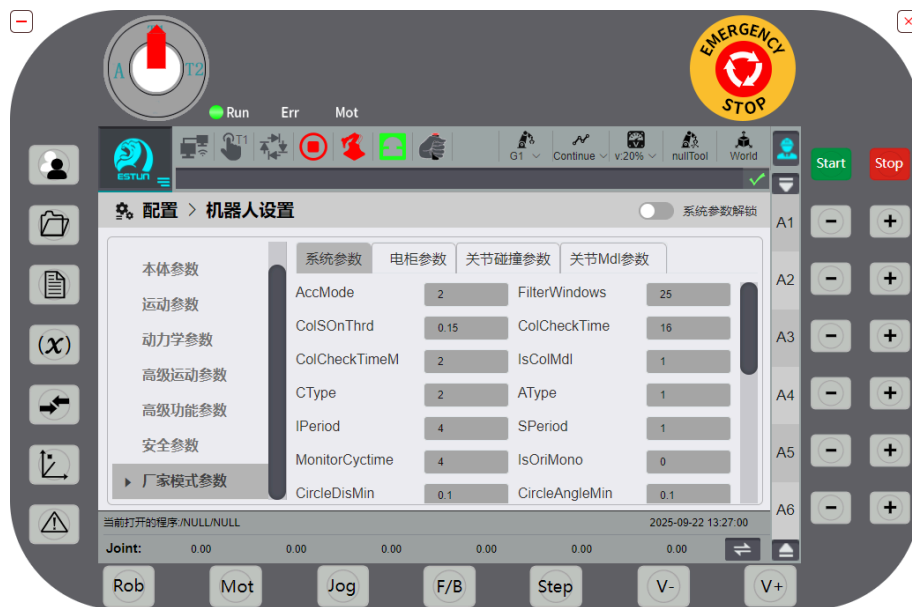 A T2
EMERGENCY STOP
Run Err Mot
T1
ESTUN
G1 Continue v:20% nullTool World
Start Stop
配置 > 机器人设置 系统参数解锁
A1
本体参数
运动参数
动力学参数
高级运动参数
高级功能参数
安全参数
厂家模式参数
系统参数 电柜参数 关节碰撞参数 关节Mdl参数
AccMode 2 FilterWindows 25
ColSOnThrd 0.15 ColCheckTime 16
ColCheckTimeM 2 IsColMdl 1
CType 2 AType 1
IPeriod 4 SPeriod 1
MonitorCyctime 4 IsOriMono 0
CircleDisMin 0.1 CircleAngleMin 0.1
A2
A3
A4
A5
A6
(x)
当前打开的程序:/NULL/NULL 2025-09-22 13:27:00
Joint: 0.00 0.00 0.00 0.00 0.00 0.00
Rob Mot Jog F/B Step V- V+